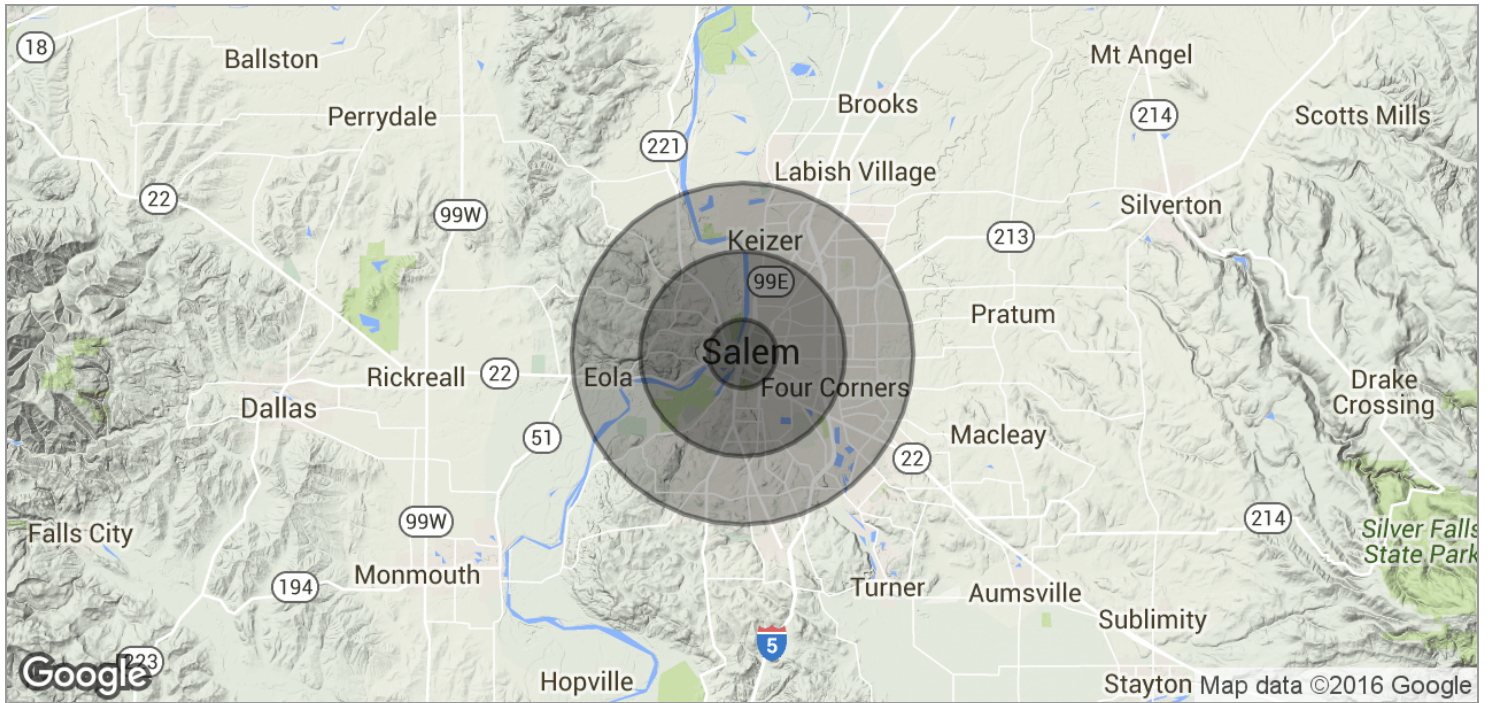 18
Ballston
Mt Angel
Perrydale
Brooks
214
Scotts Mills
221
Labish Village
22
99W
Silverton
Keizer
213
99E
Pratum
Salem
Rickreall
22
Eola
Four Corners
Drake
Crossing
Dallas
51
Macleay
22
Falls City
99W
214
Silver Falls
State Park
Monmouth
194
Turner
Aumsville
Sublimity
5
223
Google
Hopville
Stayton
Map data ©2016 Google